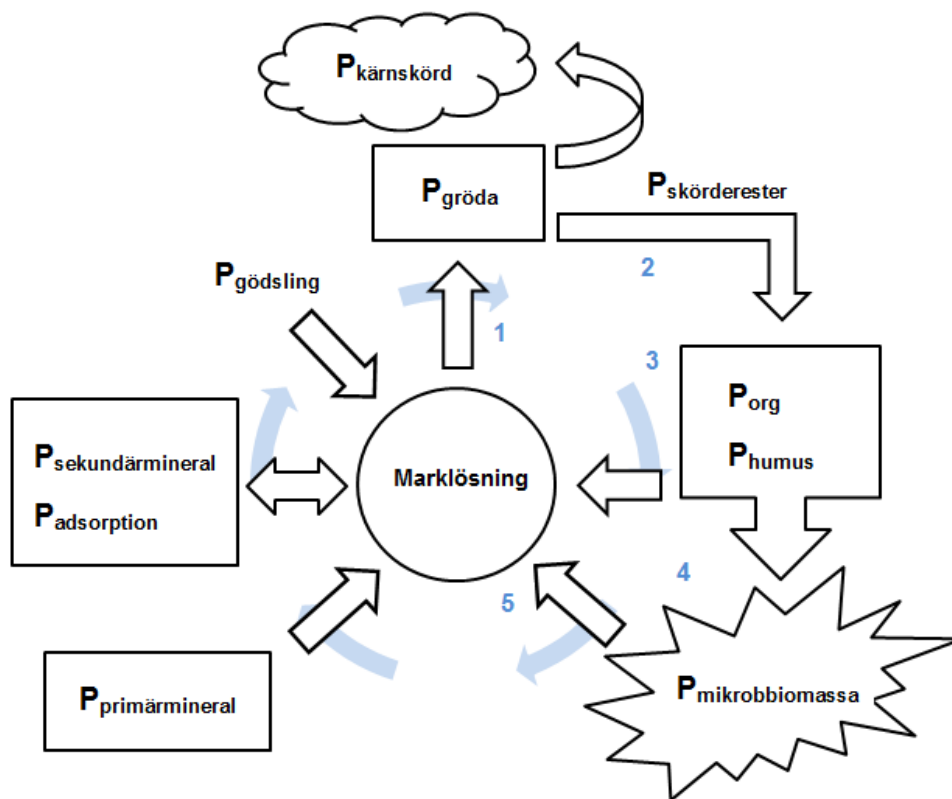 Pkärnskörd
Pgröda
Pskörderester
2
Pgödsling
1
3
Porg
Phumus
Psekundärmineral
Padsorption
Marklösning
4
5
Pprimärmineral
Pmikrobbiomassa